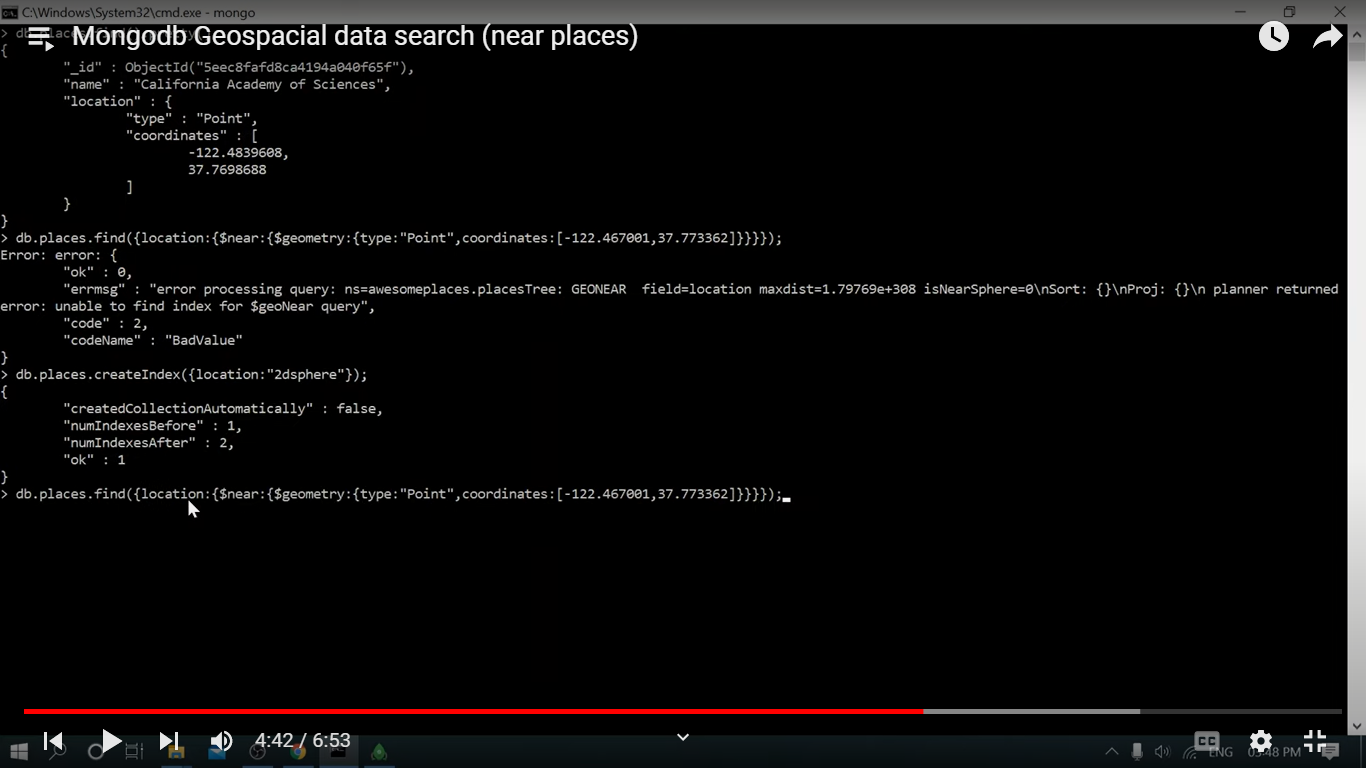 C:\Windows\System32\cmd.exe - mongo
Mongodb Geospacial data search (near places)
{
"_id" : ObjectId("5eec8fafd8ca4194a040f65f"),
"name" : "California Academy of Sciences",
"location" : {
"type" : "Point",
"coordinates" : [
-122.4839608,
37.7698688
]
}
}
> db.places.find({location:{$near:{$geometry:{type:"Point",coordinates:[-122.467001,37.773362]}}}});
Error: error: {
"ok" : 0,
"errmsg" : "error processing query: ns=awesomeplaces.placesTree: GEONEAR  field=location maxdist=1.79769e+308 isNearSphere=0\nSort: {}\nProj: {}\n planner returned
error: unable to find index for $geoNear query",
"code" : 2,
"codeName" : "BadValue"
}
> db.places.createIndex({location:"2dsphere"});
{
"createdCollectionAutomatically" : false,
"numIndexesBefore" : 1,
"numIndexesAfter" : 2,
"ok" : 1
}
> db.places.find({location:{$near:{$geometry:{type:"Point",coordinates:[-122.467001,37.773362]}}}});
4:42 / 6:53
CC
ENG
03:48 PM